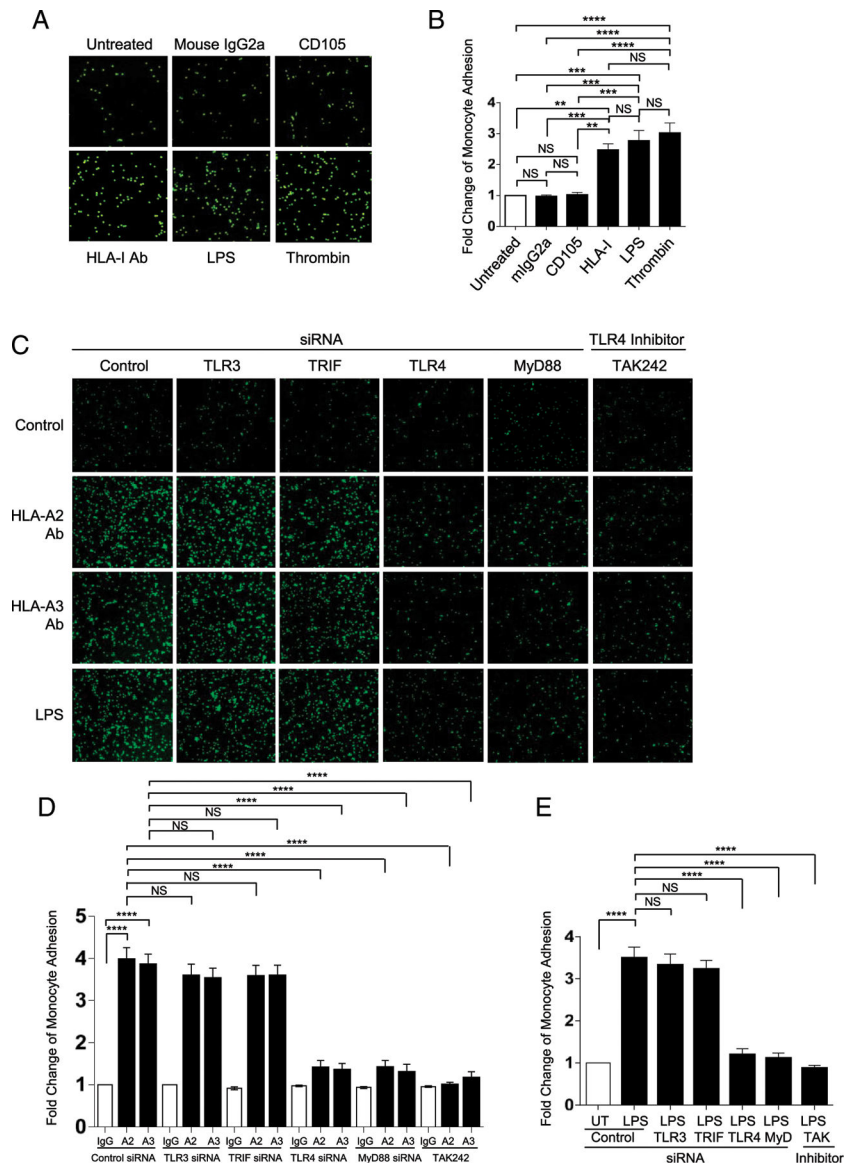 A
Untreated Mouse IgG2a CD105
HLA-I Ab LPS Thrombin
B
Fold Change of Monocyte Adhesion
0
1
2
3
4
****
****
****
NS
***
***
***
NS
NS
**
***
**
NS
NS
NS
Untreated
mIgG2a
CD105
HLA-I
LPS
Thrombin
C
siRNA TLR4 Inhibitor
Control TLR3 TRIF TLR4 MyD88 TAK242
Control
HLA-A2
Ab
HLA-A3
Ab
LPS
D
****
****
****
NS
NS
****
****
****
NS
NS
****
****
Fold Change of Monocyte Adhesion
5
4
3
2
1
0
IgG A2 A3 IgG A2 A3 IgG A2 A3 IgG A2 A3 IgG A2 A3 IgG A2 A3
Control siRNA TLR3 siRNA TRIF siRNA TLR4 siRNA MyD88 siRNA TAK242
E
****
****
****
NS
NS
****
Fold Change of Monocyte Adhesion
4
3
2
1
0
UT LPS LPS LPS LPS LPS LPS
Control TLR3 TRIF TLR4 MyD TAK
siRNA Inhibitor